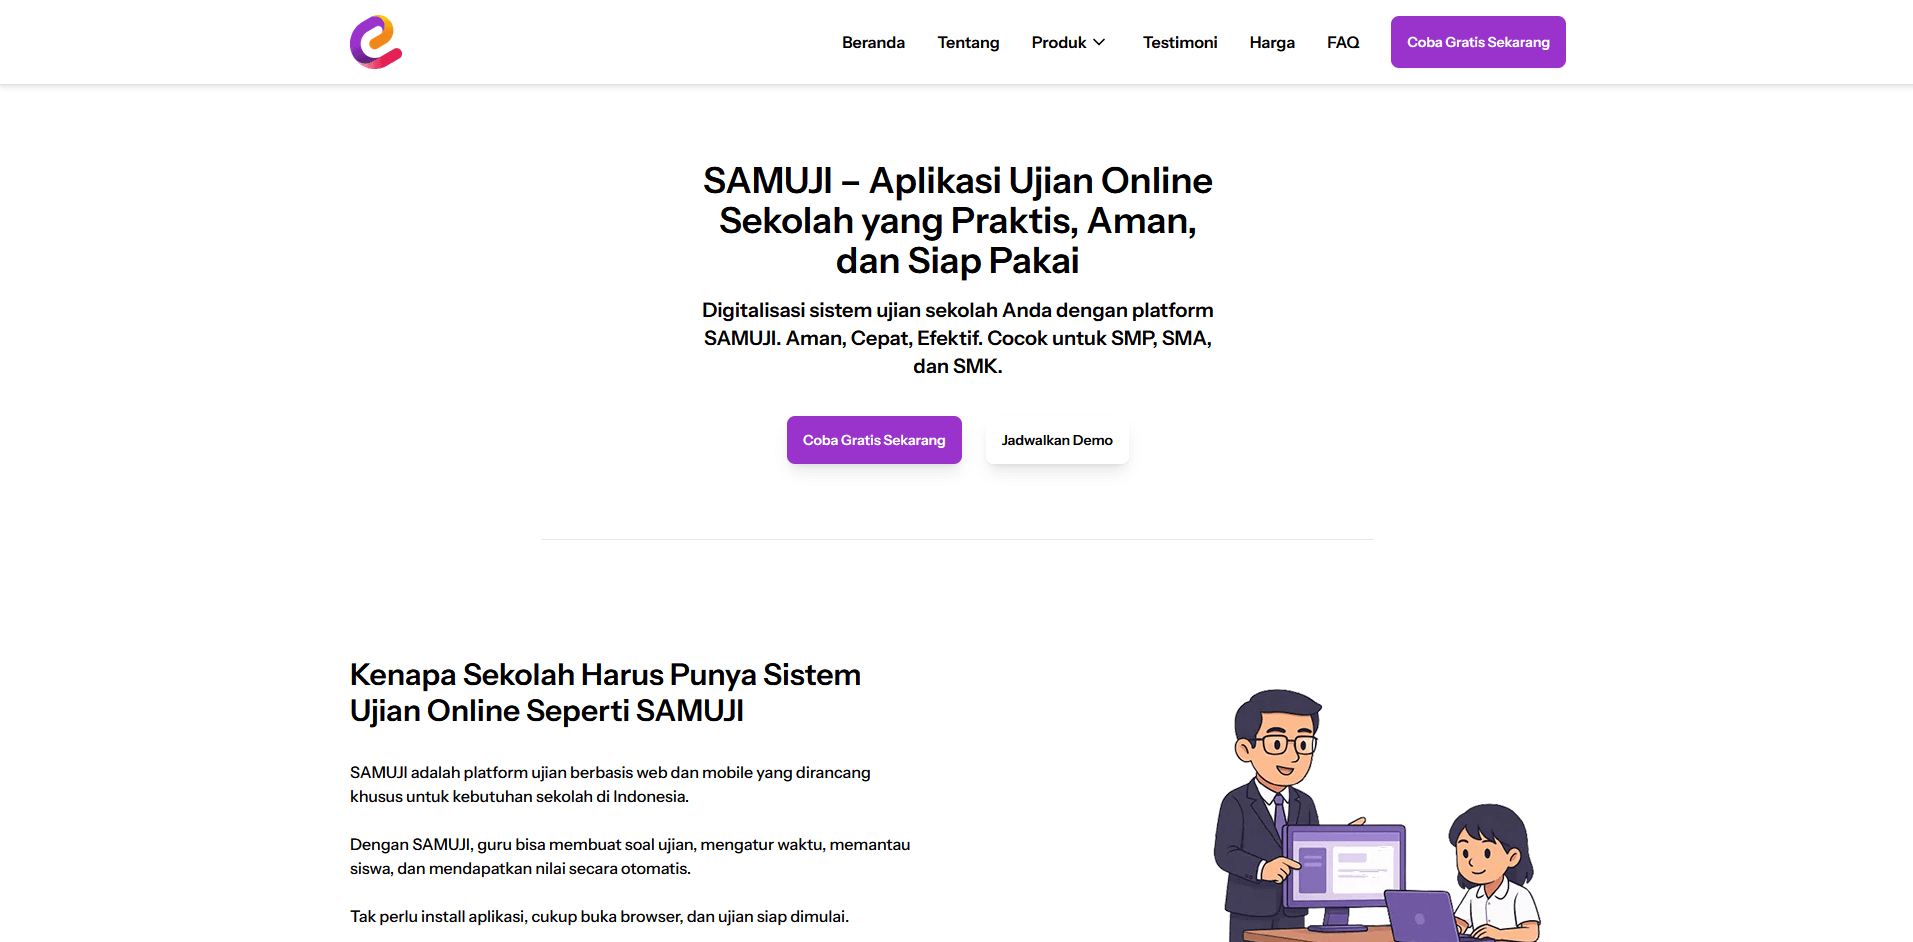 Beranda
Tentang
Produk
Testimoni
Harga
FAQ
Coba Gratis Sekarang
SAMUJI – Aplikasi Ujian Online
Sekolah yang Praktis, Aman,
dan Siap Pakai
Digitalisasi sistem ujian sekolah Anda dengan platform
SAMUJI. Aman, Cepat, Efektif. Cocok untuk SMP, SMA,
dan SMK.
Coba Gratis Sekarang
Jadwalkan Demo
Kenapa Sekolah Harus Punya Sistem
Ujian Online Seperti SAMUJI
SAMUJI adalah platform ujian berbasis web dan mobile yang dirancang
khusus untuk kebutuhan sekolah di Indonesia.
Dengan SAMUJI, guru bisa membuat soal ujian, mengatur waktu, memantau
siswa, dan mendapatkan nilai secara otomatis.
Tak perlu install aplikasi, cukup buka browser, dan ujian siap dimulai.